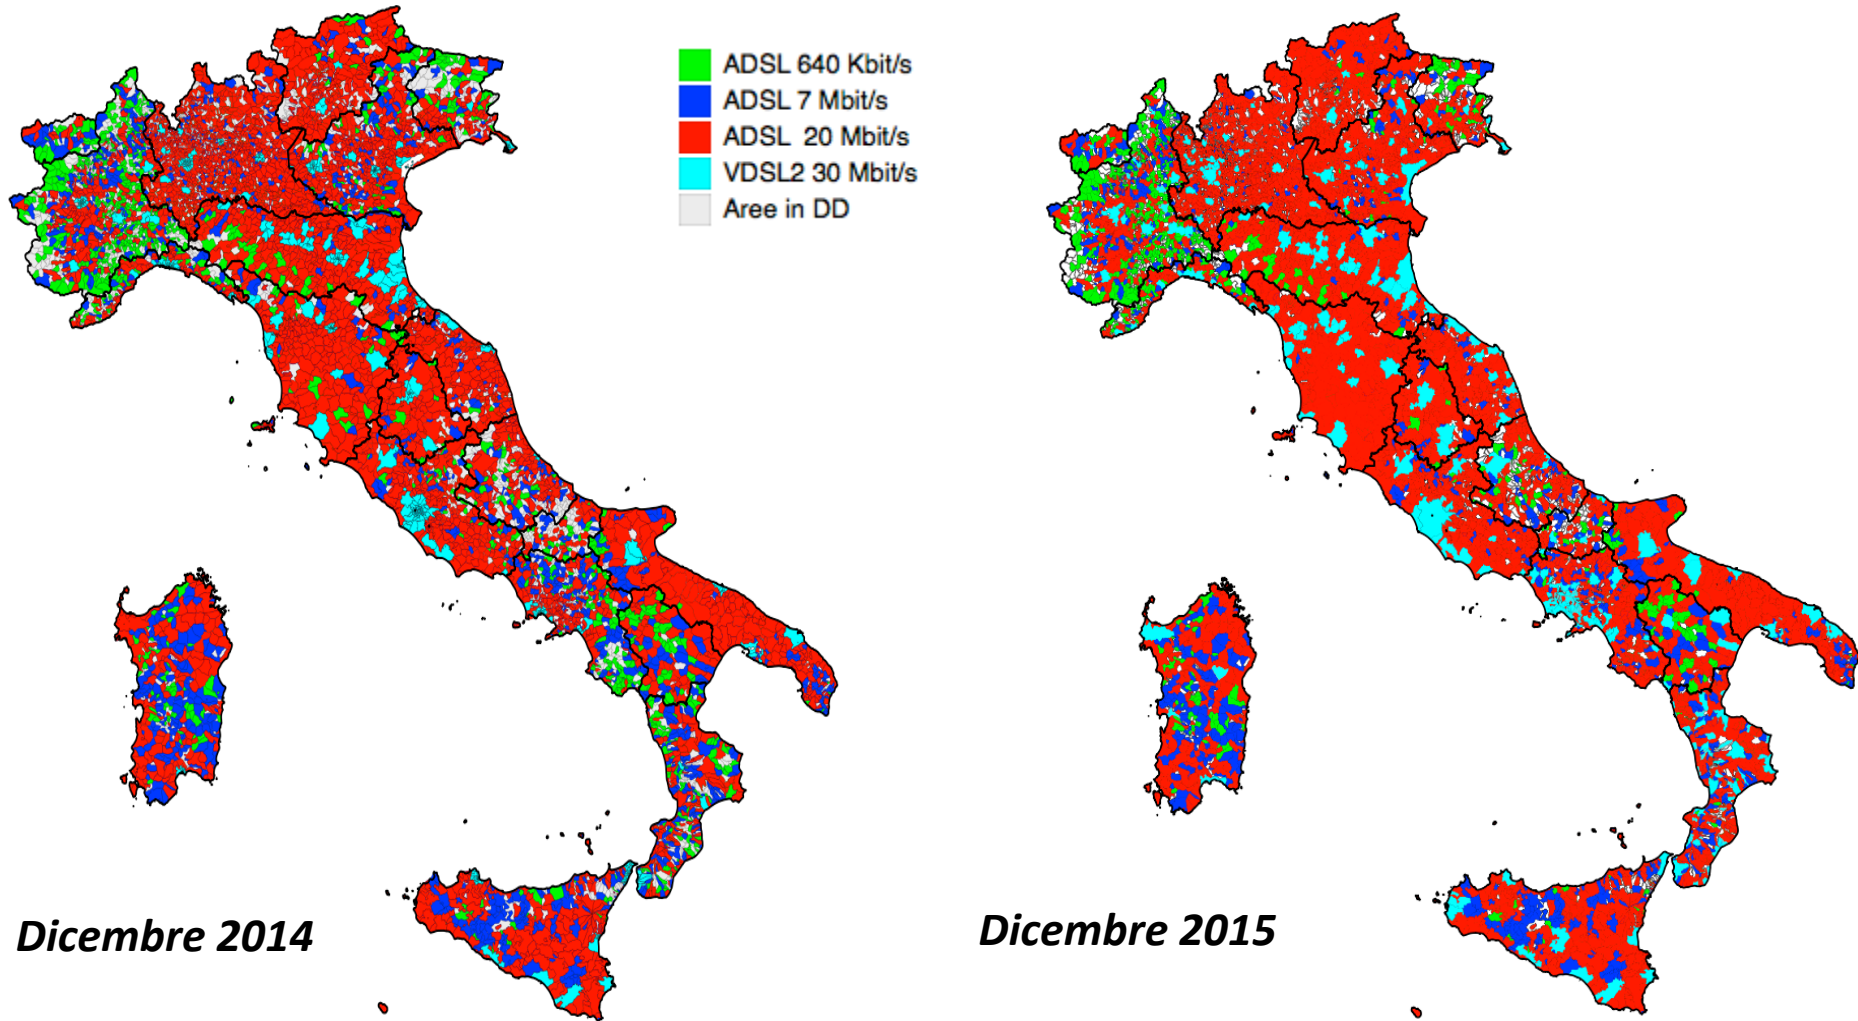 ADSL 640 Kbit/s
ADSL 7 Mbit/s
ADSL 20 Mbit/s
VDSL2 30 Mbit/s
Aree in DD
Dicembre 2014
Dicembre 2015